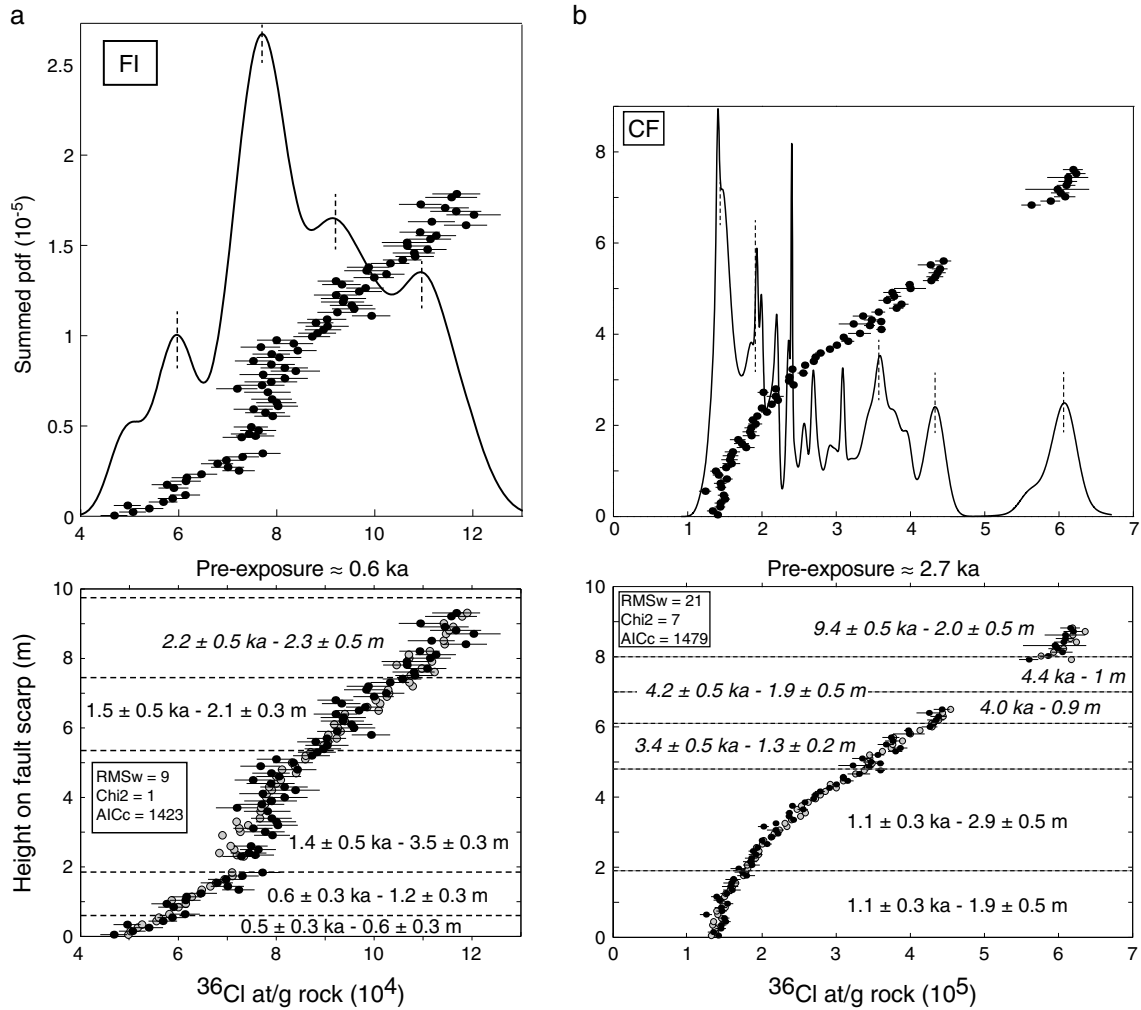 a
b
FI
Summed pdf (10-5)
2.5
2
1.5
1
0.5
0
4 6 8 10 12
CF
8
6
4
2
0
0 1 2 3 4 5 6 7
Pre-exposure ≈ 0.6 ka
10
8
6
4
2
0
Height on fault scarp (m)
2.2 ± 0.5 ka - 2.3 ± 0.5 m
1.5 ± 0.5 ka - 2.1 ± 0.3 m
RMSw = 9
Chi2 = 1
AICc = 1423
1.4 ± 0.5 ka - 3.5 ± 0.3 m
0.6 ± 0.3 ka - 1.2 ± 0.3 m
0.5 ± 0.3 ka - 0.6 ± 0.3 m
4 6 8 10 12
36Cl at/g rock (104)
Pre-exposure ≈ 2.7 ka
10
8
6
4
2
0
RMSw = 21
Chi2 = 7
AICc = 1479
9.4 ± 0.5 ka - 2.0 ± 0.5 m
4.4 ka - 1 m
4.2 ± 0.5 ka - 1.9 ± 0.5 m
4.0 ka - 0.9 m
3.4 ± 0.5 ka - 1.3 ± 0.2 m
1.1 ± 0.3 ka - 2.9 ± 0.5 m
1.1 ± 0.3 ka - 1.9 ± 0.5 m
0 1 2 3 4 5 6 7
36Cl at/g rock (105)